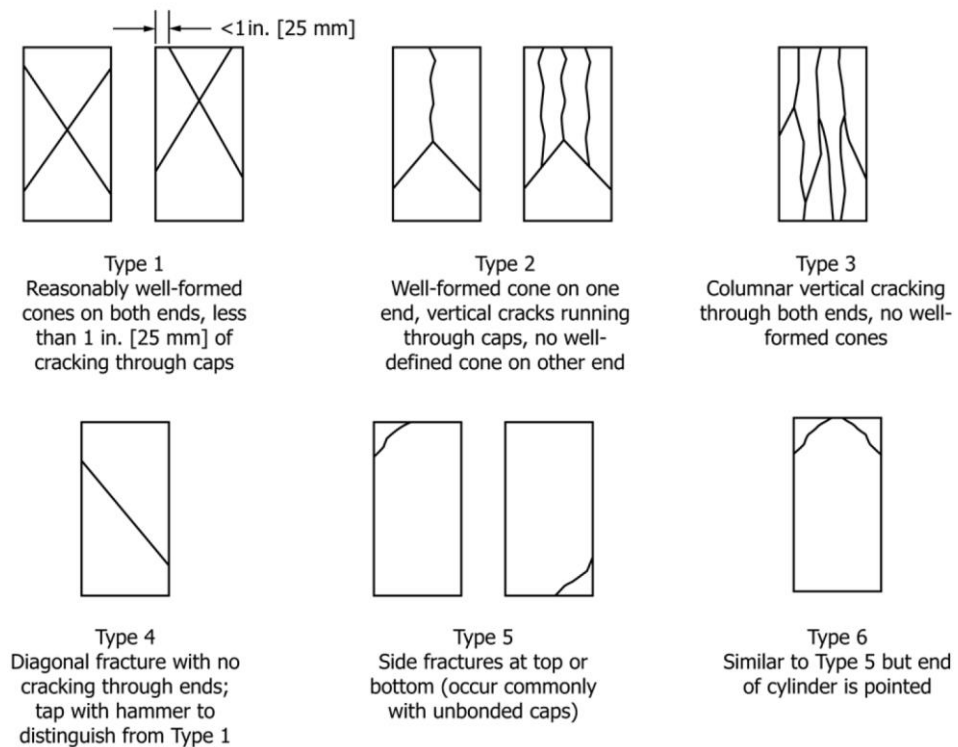 <1 in. [25 mm]
Type 1
Reasonably well-formed
cones on both ends, less
than 1 in. [25 mm] of
cracking through caps
Type 2
Well-formed cone on one
end, vertical cracks running
through caps, no well-
defined cone on other end
Type 3
Columnar vertical cracking
through both ends, no well-
formed cones
Type 4
Diagonal fracture with no
cracking through ends;
tap with hammer to
distinguish from Type 1
Type 5
Side fractures at top or
bottom (occur commonly
with unbonded caps)
Type 6
Similar to Type 5 but end
of cylinder is pointed